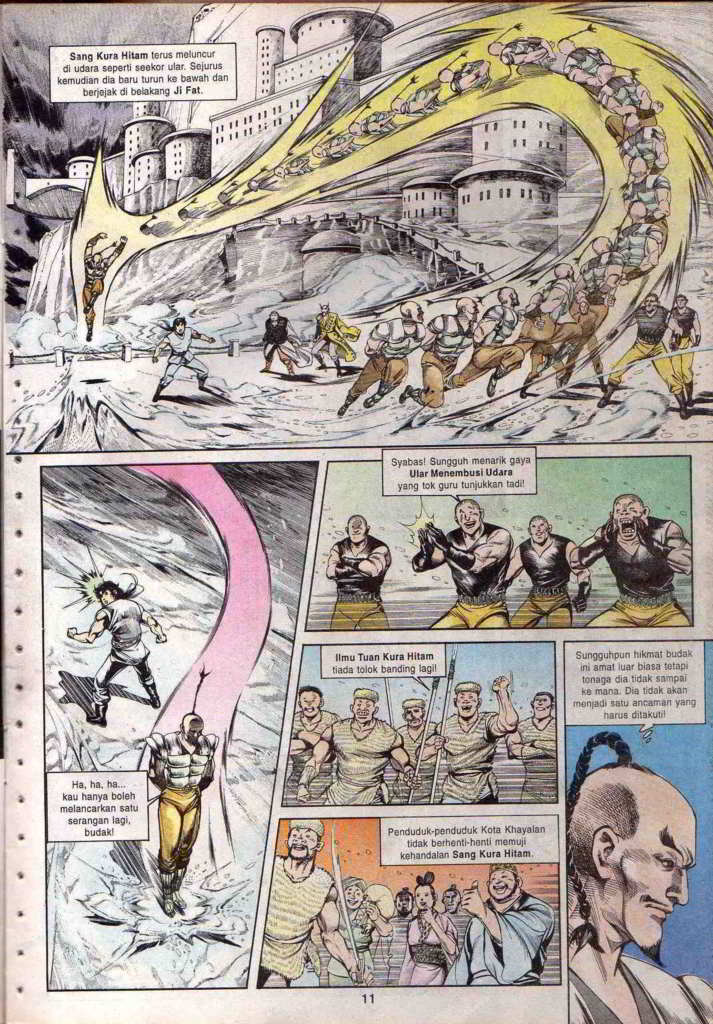 Sang Kura Hitam terus meluncur
di udara seperti seekor ular. Sejurus
kemudian dia baru turun ke bawah dan
berjejak di belakang Ji Fat.
Syabas! Sungguh menarik gaya
Ular Menembusi Udara
yang tok guru tunjukkan tadi!
Ha, ha, ha...
kau hanya boleh
melancarkan satu
serangan lagi,
budak!
Ilmu Tuan Kura Hitam
tiada tolok banding lagi!
Penduduk-penduduk Kota Khayalan
tidak berhenti-henti memuji
kehandalan Sang Kura Hitam.
Sungguhpun hikmat budak
ini amat luar biasa tetapi
tenaga dia tidak sampai
ke mana. Dia tidak akan
menjadi satu ancaman yang
harus ditakuti!
11